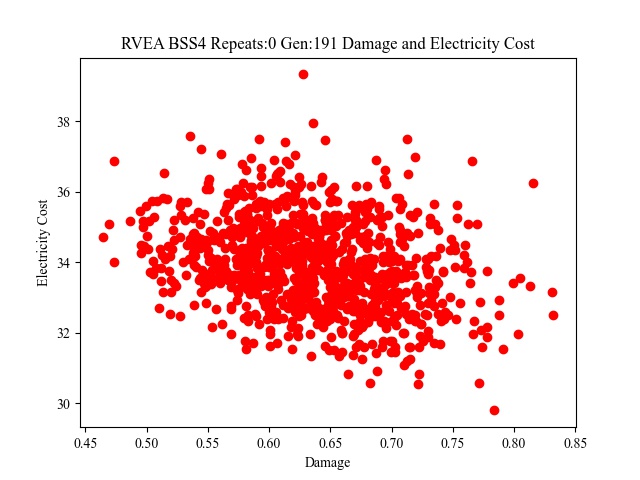 RVEA BSS4 Repeats:0 Gen:191 Damage and Electricity Cost
Electricity Cost
38
36
34
32
30
0.45 0.50 0.55 0.60 0.65 0.70 0.75 0.80 0.85
Damage